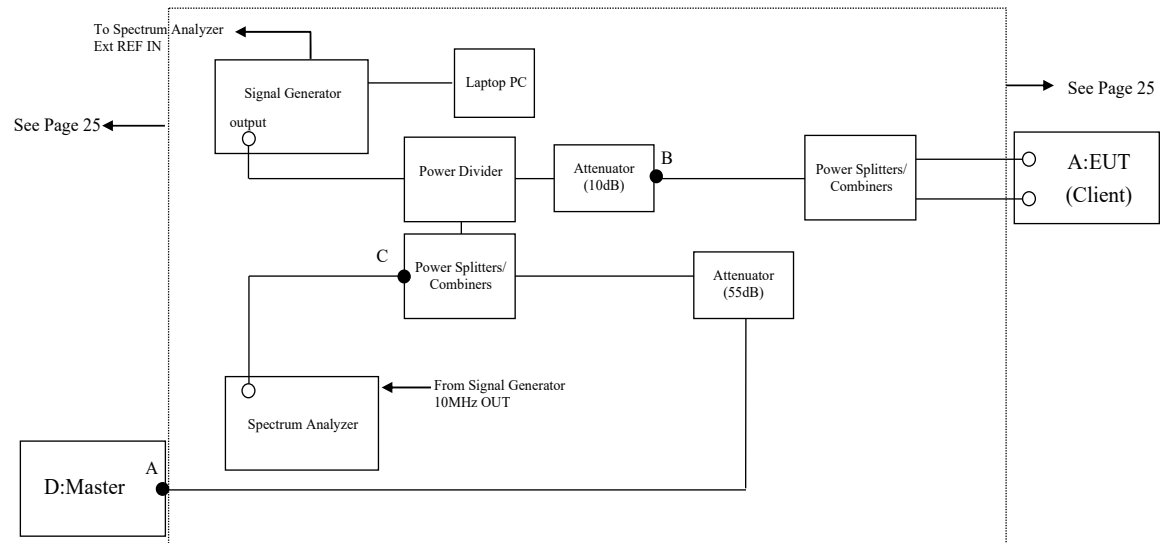 To Spectrum Analyzer
Ext REF IN
Signal Generator
Laptop PC
output
See Page 25
See Page 25
B
Power Divider
Attenuator
(10dB)
Power Splitters/
Combiners
A:EUT
(Client)
C
Power Splitters/
Combiners
Attenuator
(55dB)
From Signal Generator
10MHz OUT
Spectrum Analyzer
A
D:Master